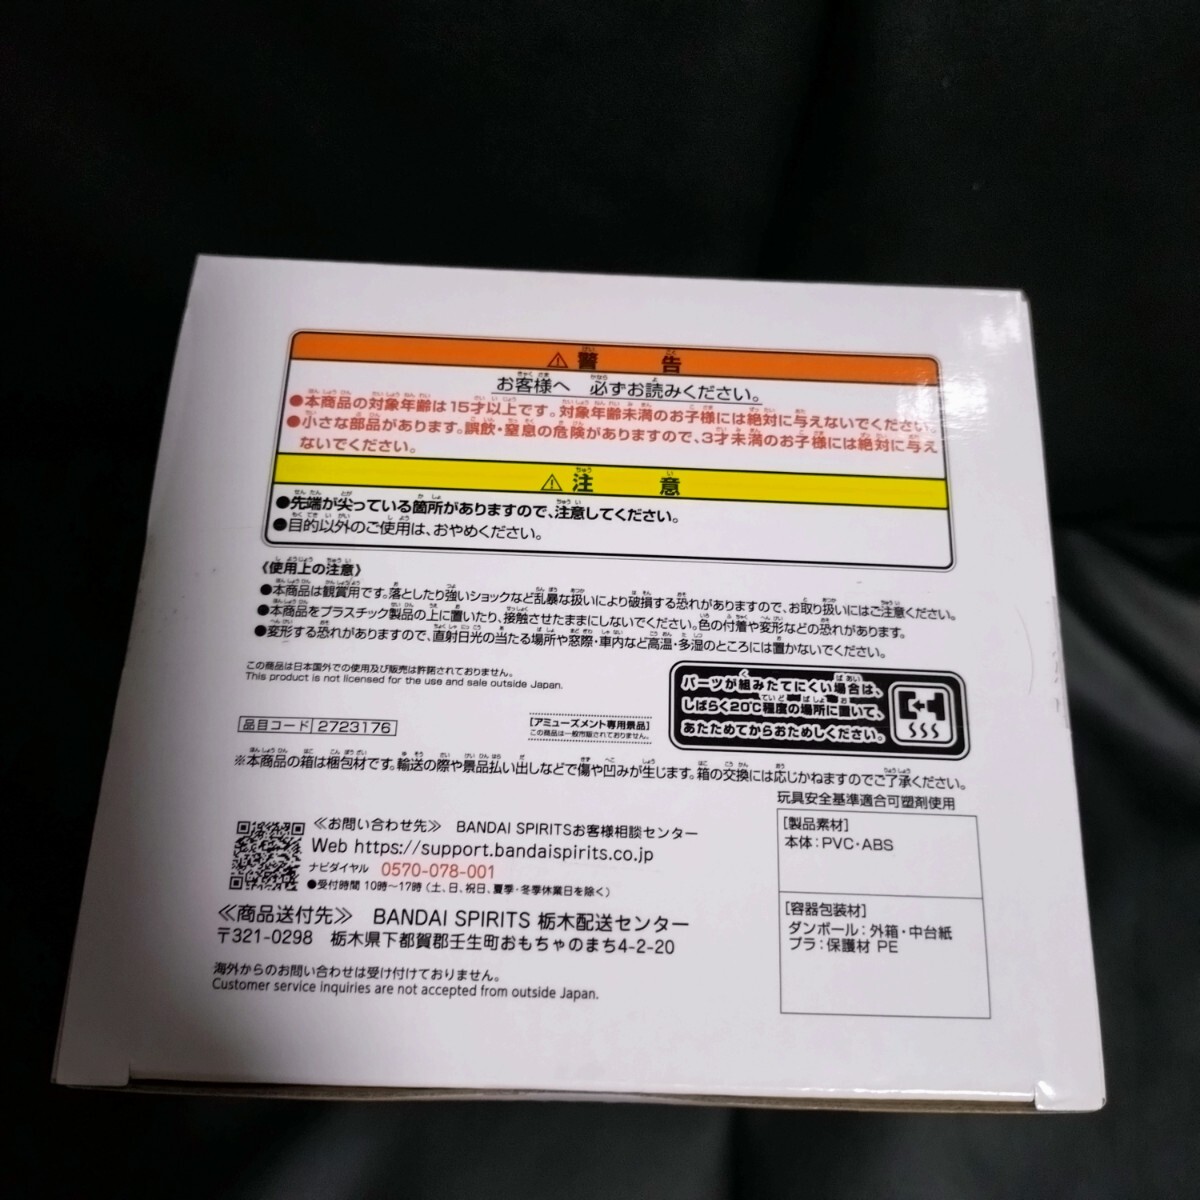 ⚠警告
お客様へ 必ずお読みください。
●本商品の対象年齢は15才以上です。対象年齢未満のお子様には絶対に与えないでください。
●小さな部品があります。誤飲・窒息の危険がありますので、3才未満のお子様には絶対に与え
ないでください。
⚠注意
●先端が尖っている箇所がありますので、注意してください。
●目的以外のご使用は、おやめください。
《使用上の注意》
●本商品は観賞用です。落としたり強いショックなど乱暴な扱いにより破損する恐れがありますので、お取り扱いにはご注意ください。
●本商品をプラスチック製品の上に置いたり、接触させたままにしないでください。色の付着や変形などの恐れがあります。
●変形する恐れがありますので、直射日光の当たる場所や窓際・車内など高温・多湿のところには置かないでください。
この商品は日本国外での使用及び販売は許諾されておりません。
This product is not licensed for the use and sale outside Japan.
パーツが組みたてにくい場合は、
しばらく20℃程度の場所に置いて、
あたためてからおためしください。
品目コード 2723176
[アミューズメント専用景品]
この商品は一般市販されておりません。
※本商品の箱は梱包材です。輸送の際や景品払い出しなどで傷や凹みが生じます。箱の交換には応じかねますのでご了承ください。
玩具安全基準適合可塑剤使用
[製品素材]
本体:PVC・ABS
[容器包装材]
ダンボール:外箱・中台紙
プラ:保護材 PE
≪お問い合わせ先≫ BANDAI SPIRITSお客様相談センター
Web https://support.bandaispirits.co.jp
ナビダイヤル 0570-078-001
●受付時間 10時〜17時(土、日、祝日、夏季・冬季休業日を除く)
≪商品送付先≫ BANDAI SPIRITS 栃木配送センター
〒321-0298 栃木県下都賀郡壬生町おもちゃのまち4-2-20
海外からのお問い合わせは受け付けておりません。
Customer service inquiries are not accepted from outside Japan.